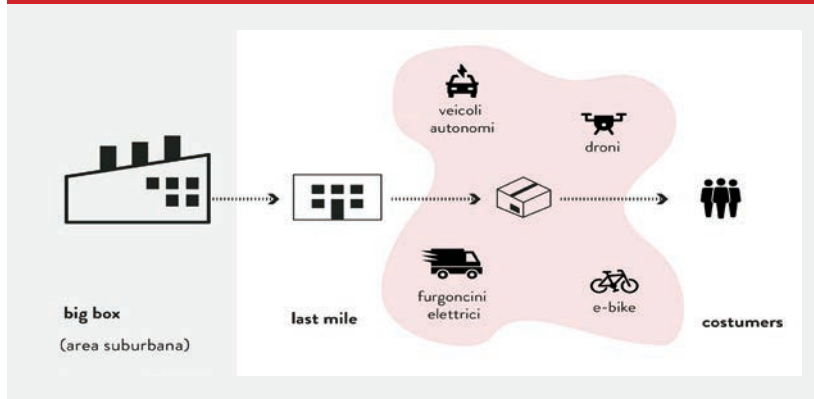 veicoli
autonomi
droni
furgoncini
elettrici
e-bike
big box
(area suburbana)
last mile
costumers